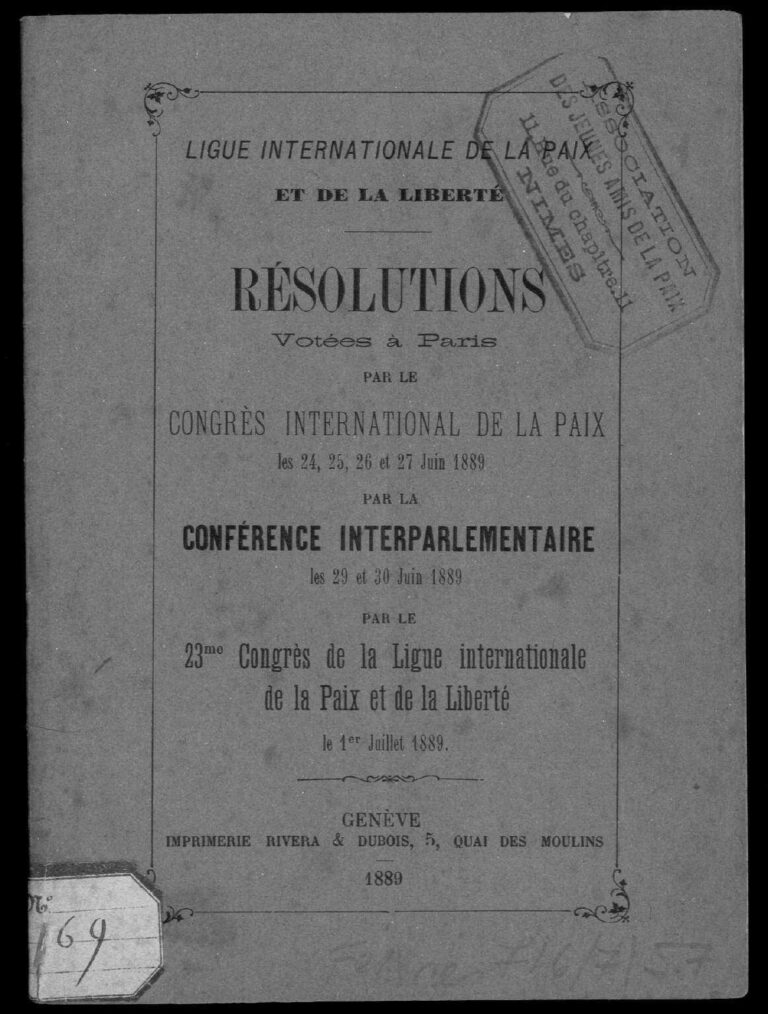 LIGUE INTERNATIONALE DE LA PAIX
ET DE LA LIBERTÉ
RÉSOLUTIONS
Votées à Paris
PAR LE
CONGRÈS INTERNATIONAL DE LA PAIX
les 24, 25, 26 et 27 Juin 1889
PAR LA
CONFÉRENCE INTERPARLEMENTAIRE
les 29 et 30 Juin 1889
PAR LE
23me Congrès de la Ligue internationale
de la Paix et de la Liberté
le 1er Juillet 1889.
GENÈVE
IMPRIMERIE RIVERA & DUBOIS, 5, QUAI DES MOULINS
1889
ASSOCIATION
DES JEUNES AMIS DE LA PAIX
11, Rue du chapitre, 11
NIMES
No
169